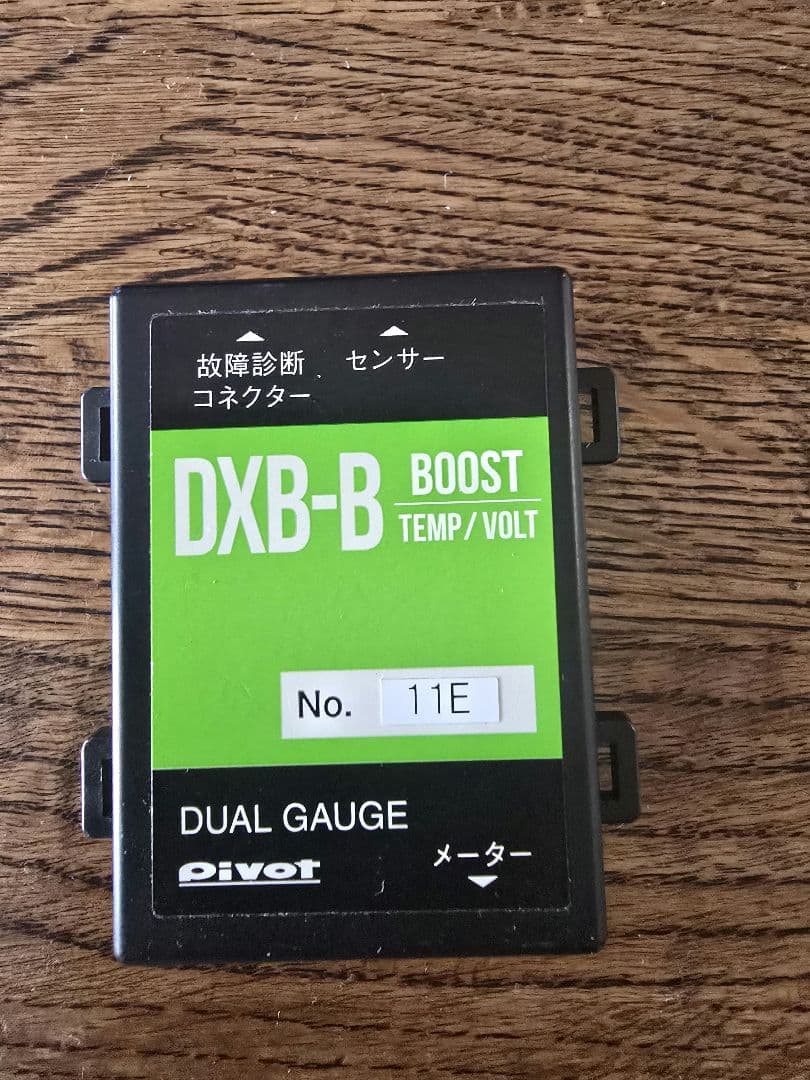 故障診断 センサー
コネクター
DXB-B BOOST
TEMP/VOLT
No. 11E
DUAL GAUGE
Pivot メーター